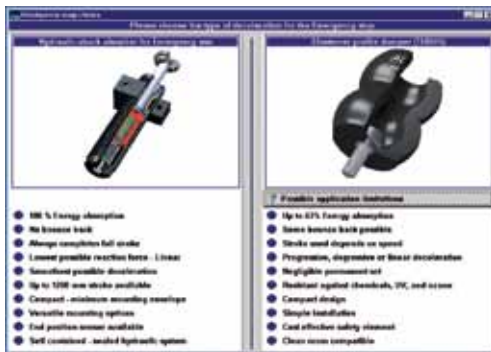 Please choose the type of deceleration for the Emergency stop
Hydraulic shock absorber for Emergency stop
Elastomer profile damper (TUBUS)
100 % Energy absorption
No bounce back
Always completes full stroke
Lowest possible reaction force - Linear
Smoothest possible deceleration
Up to 1200 mm stroke available
Compact - minimum mounting envelope
Versatile mounting options
End position sensor available
Self contained - sealed hydraulic system
? Possible application limitations
Up to 63% Energy absorption
Some bounce back possible
Stroke used depends on speed
Progressive, degressive or linear deceleration
Negligible permanent set
Resistant against chemicals, UV, and ozone
Compact design
Simple installation
Cost effective safety element
Clean room compatible